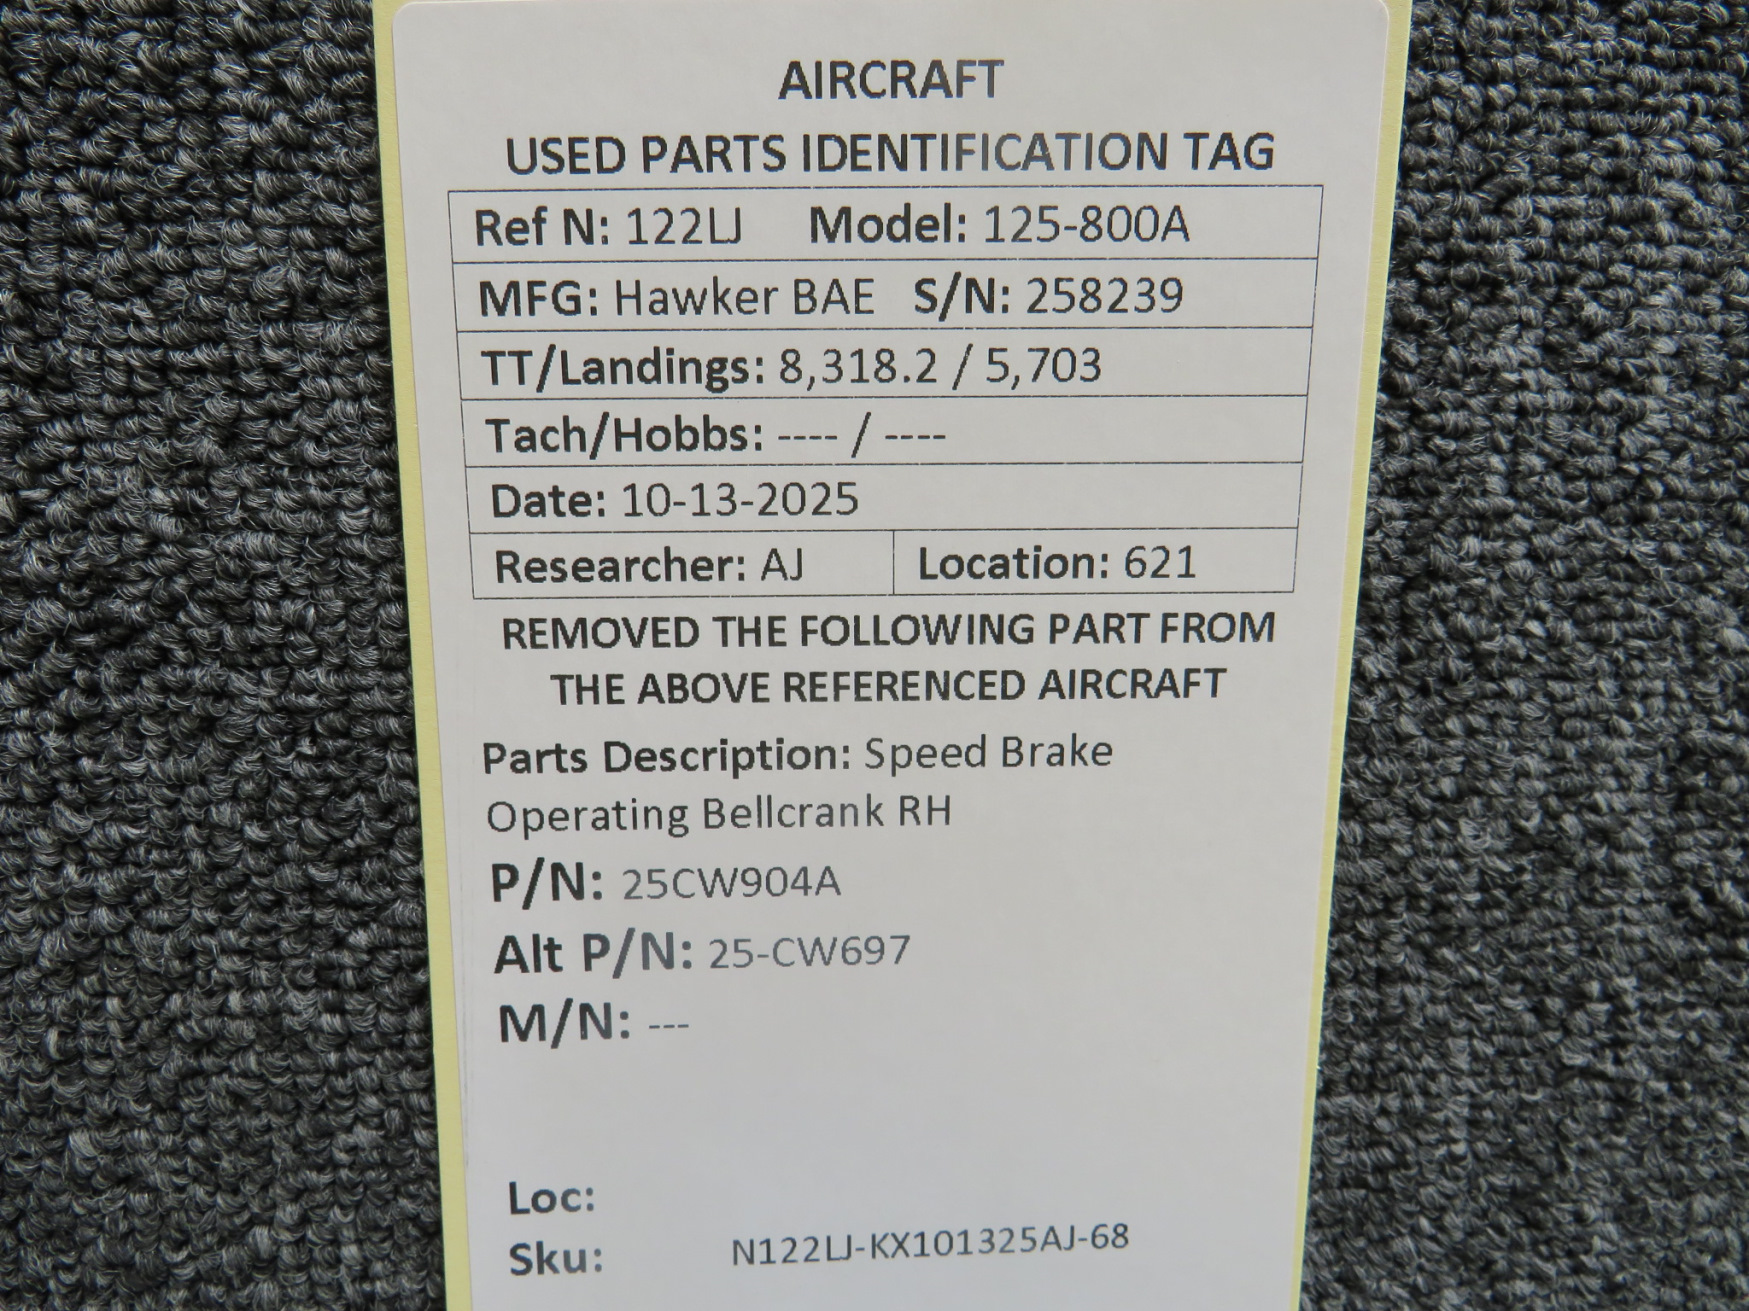 AIRCRAFT
USED PARTS IDENTIFICATION TAG
Ref N: 122LJ Model: 125-800A
MFG: Hawker BAE S/N: 258239
TT/Landings: 8,318.2 / 5,703
Tach/Hobbs: ---- / ----
Date: 10-13-2025
Researcher: AJ Location: 621
REMOVED THE FOLLOWING PART FROM
THE ABOVE REFERENCED AIRCRAFT
Parts Description: Speed Brake
Operating Bellcrank RH
P/N: 25CW904A
Alt P/N: 25-CW697
M/N: ---
Loc:
Sku: N122LJ-KX101325AJ-68